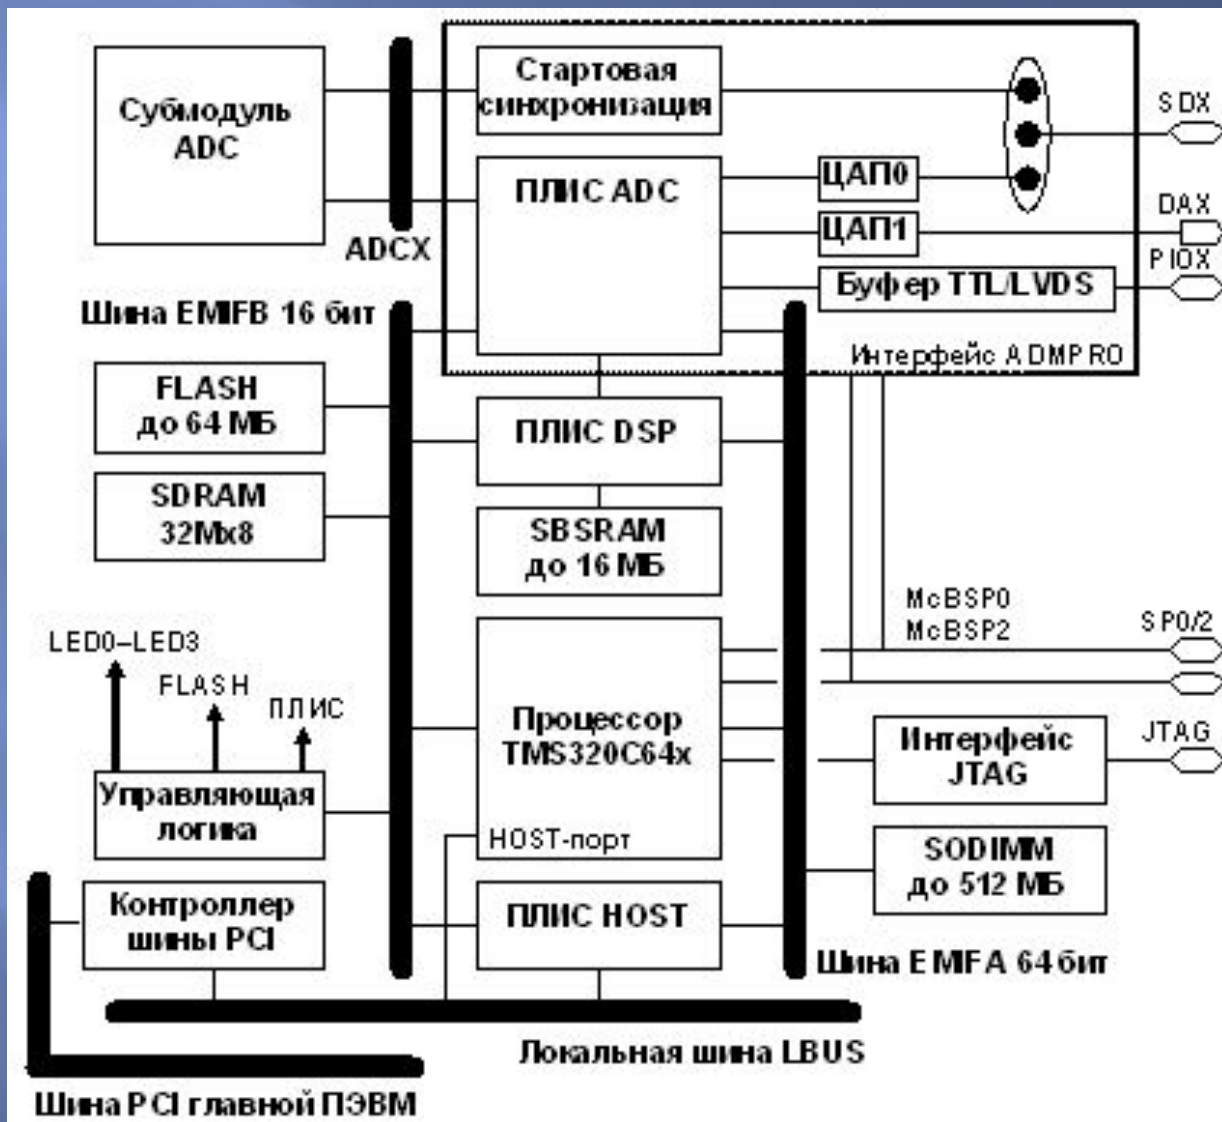 Субмодуль
ADC
Стартовая
синхронизация
SDX
ПЛИС ADC
ЦАП0
DAX
ЦАП1
ADCX
PIOX
Буфер TTL/LVDS
Шина EMIFB 16 бит
Интерфейс ADMPRO
FLASH
до 64 МБ
ПЛИС DSP
SDRAM
32Mx8
SBSRAM
до 16 МБ
McBSP0
McBSP2
SP0/2
LED0–LED3
FLASH
ПЛИС
Процессор
TMS320C64x
Интерфейс
JTAG
JTAG
Управляющая
логика
HOST-порт
SODIMM
до 512 МБ
Контроллер
шины PCI
ПЛИС HOST
Шина EMIFA 64 бит
Локальная шина LBUS
Шина PCI главной ПЭВМ